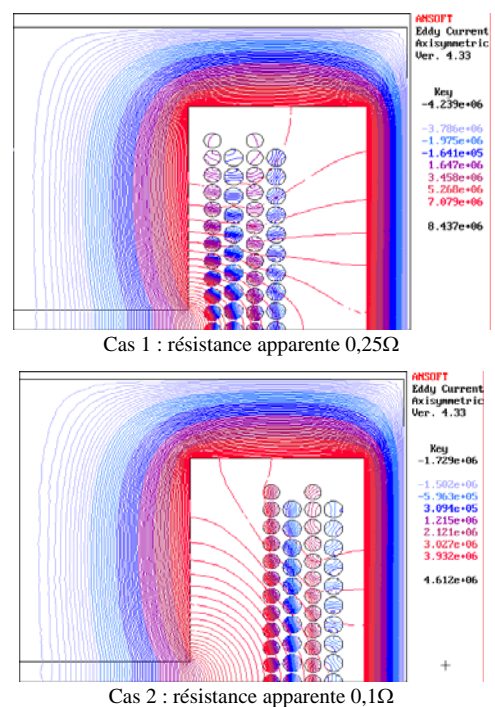 ANSOFT
Eddy Current
Axisymmetric
Ver. 4.33
Key
-4.239e+06
-3.786e+06
-1.975e+06
-1.641e+05
1.647e+06
3.458e+06
5.268e+06
7.079e+06
8.437e+06
Cas 1 : résistance apparente 0,25Ω
ANSOFT
Eddy Current
Axisymmetric
Ver. 4.33
Key
-1.729e+06
-1.502e+06
-5.963e+05
3.094e+05
1.215e+06
2.121e+06
3.027e+06
3.932e+06
4.612e+06
Cas 2 : résistance apparente 0,1Ω